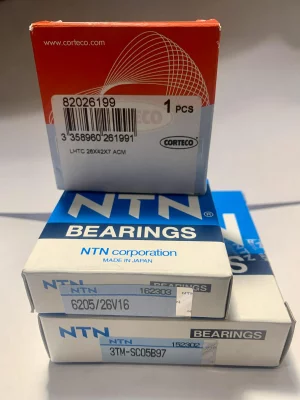 www.corteco.com
82026199
1 PCS
3 358960 261991
CORTECO
LHTC 26X42X7 ACM
NTN®
BEARINGS
NTN corporation
MADE IN JAPAN
NTN
162303
6205/26V16
NTN
BEARINGS
152302
3TM-SC05B97